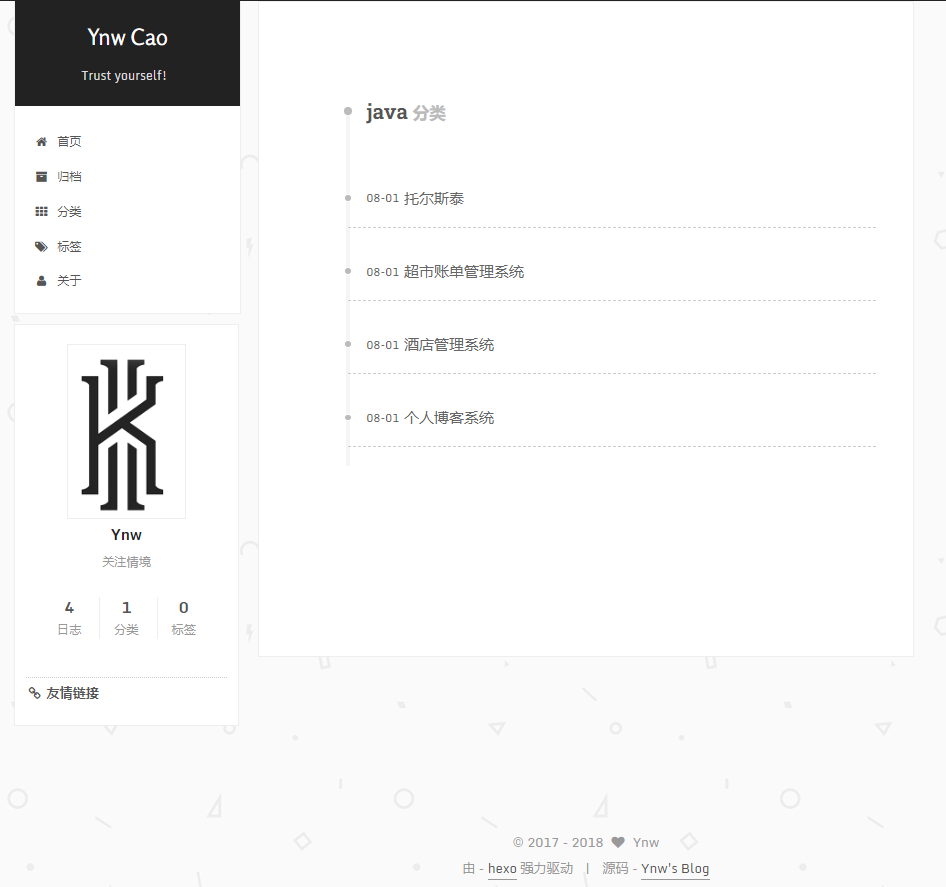 Ynw Cao
Trust yourself!
首页
归档
分类
标签
关于
Ynw
关注情境
4 1 0
日志 分类 标签
友情链接
java 分类
08-01 托尔斯泰
08-01 超市账单管理系统
08-01 酒店管理系统
08-01 个人博客系统
© 2017 - 2018 Ynw
由 - hexo 强力驱动 | 源码 - Ynw's Blog